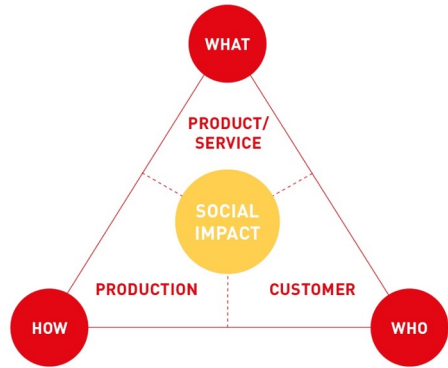 WHAT
PRODUCT/
SERVICE
SOCIAL
IMPACT
PRODUCTION
CUSTOMER
HOW
WHO